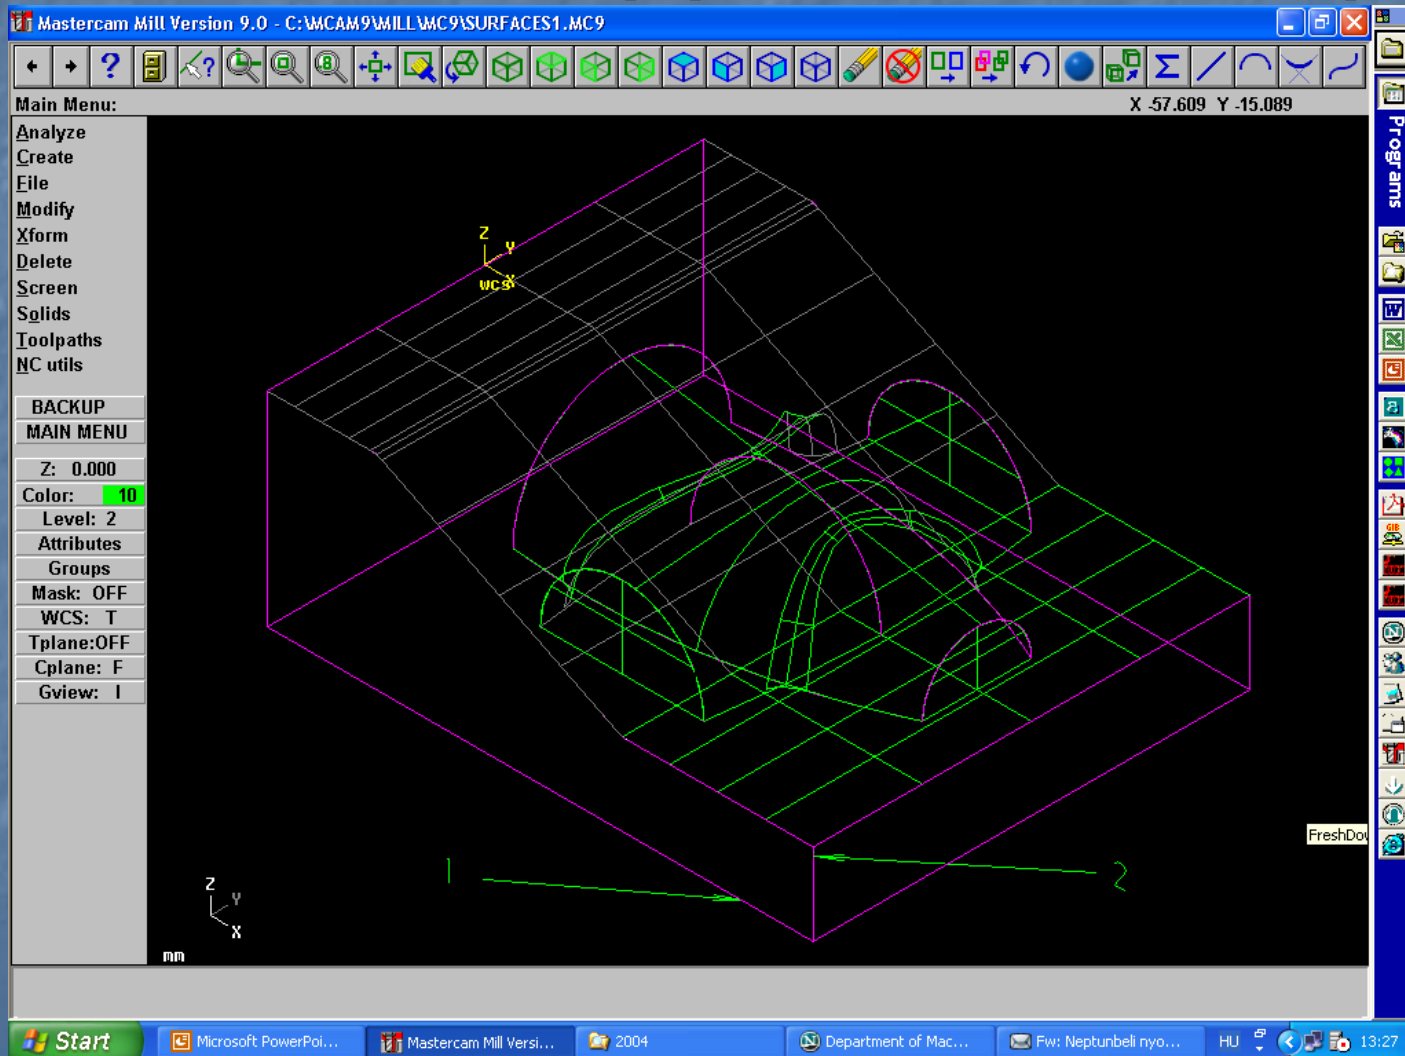 Mastercam Mill Version 9.0 - C:\MCAM9\MILL\MC9\SURFACES1.MC9
Main Menu:
X -57.609 Y -15.089
Analyze
Create
File
Modify
Xform
Delete
Screen
Solids
Toolpaths
NC utils
BACKUP
MAIN MENU
Z: 0.000
Color: 10
Level: 2
Attributes
Groups
Mask: OFF
WCS: T
Tplane:OFF
Cplane: F
Gview: I
Z
Y
X
WCS
1
2
Z
Y
X
mm
Programs
GIB
FreshDow
Start
Microsoft PowerPoi...
Mastercam Mill Versi...
2004
Department of Mac...
Fw: Neptunbeli nyo...
HU
13:27